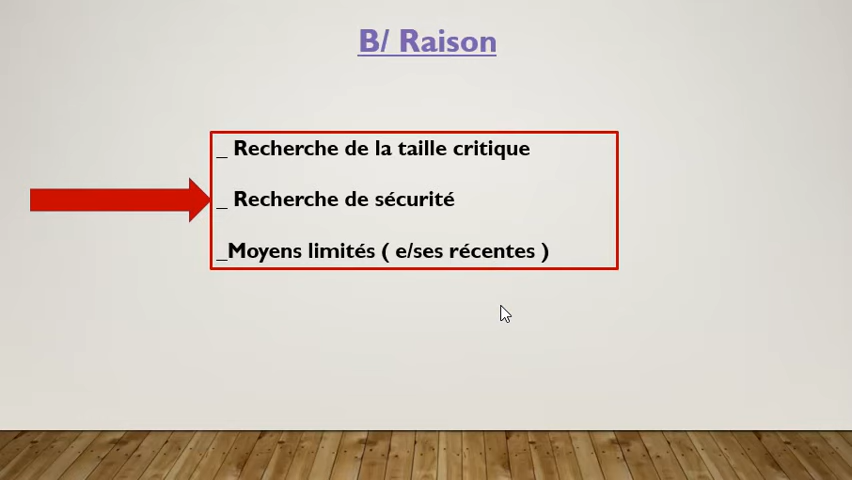 B/ Raison
_ Recherche de la taille critique
_ Recherche de sécurité
_Moyens limités ( e/ses récentes )